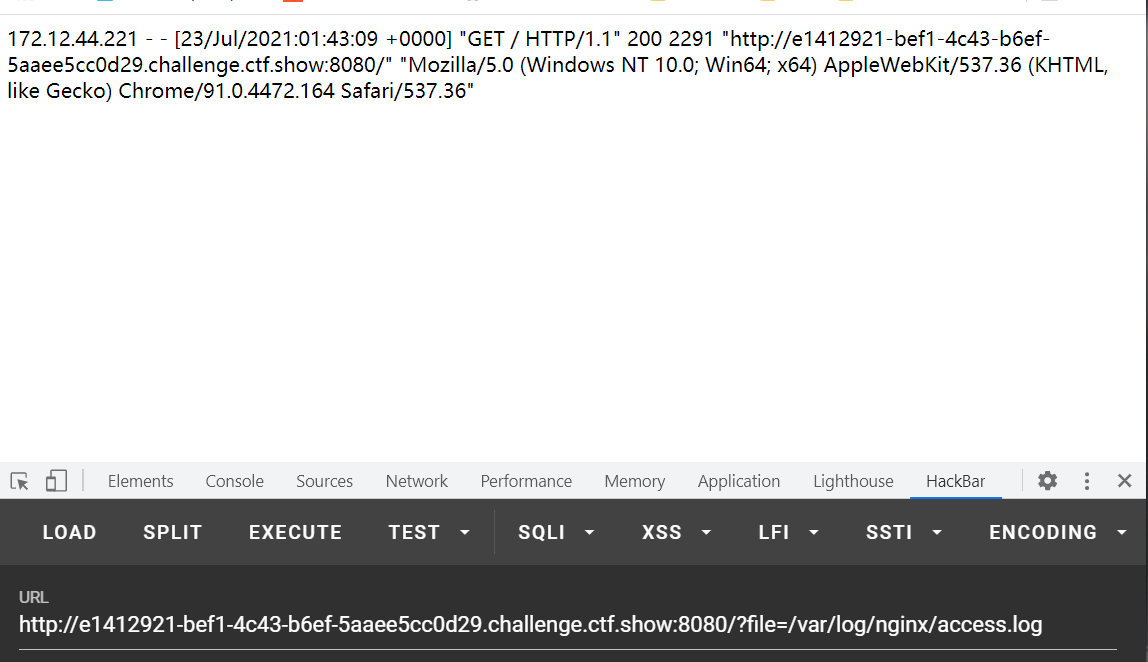 172.12.44.221 - - [23/Jul/2021:01:43:09 +0000] "GET / HTTP/1.1" 200 2291 "http://e1412921-bef1-4c43-b6ef-
5aaee5cc0d29.challenge.ctf.show:8080/" "Mozilla/5.0 (Windows NT 10.0; Win64; x64) AppleWebKit/537.36 (KHTML,
like Gecko) Chrome/91.0.4472.164 Safari/537.36"
Elements Console Sources Network Performance Memory Application Lighthouse HackBar
LOAD SPLIT EXECUTE TEST SQLI XSS LFI SSTI ENCODING
URL
http://e1412921-bef1-4c43-b6ef-5aaee5cc0d29.challenge.ctf.show:8080/?file=/var/log/nginx/access.log